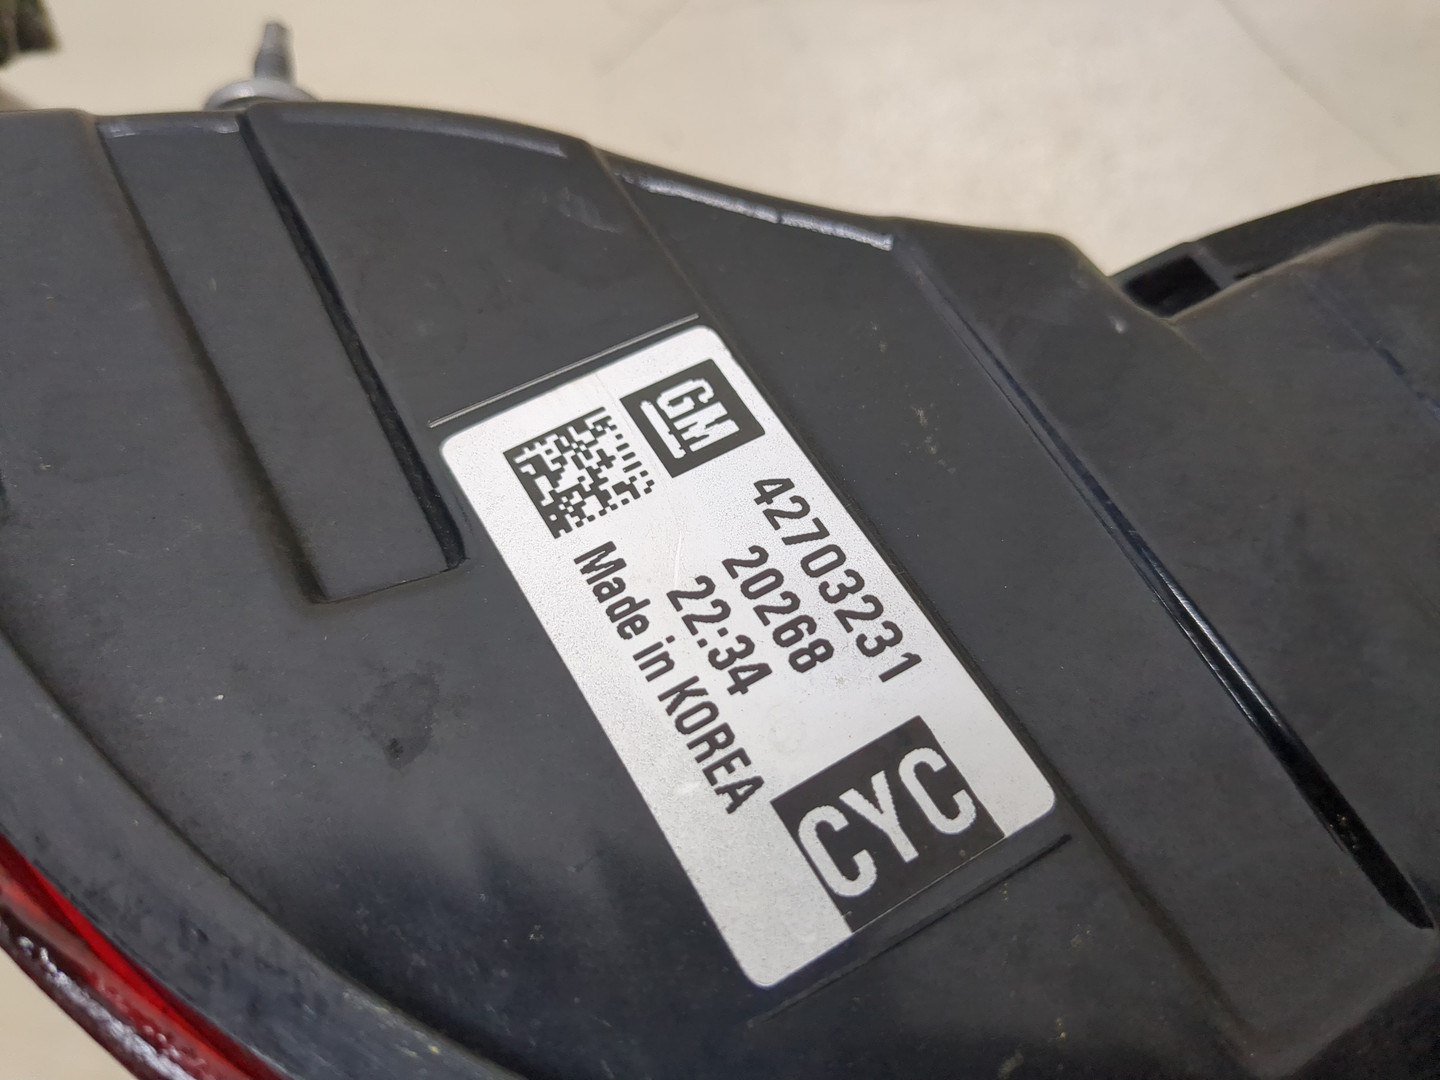 GM
42703231
20268
22:34
Made in KOREA
CYC